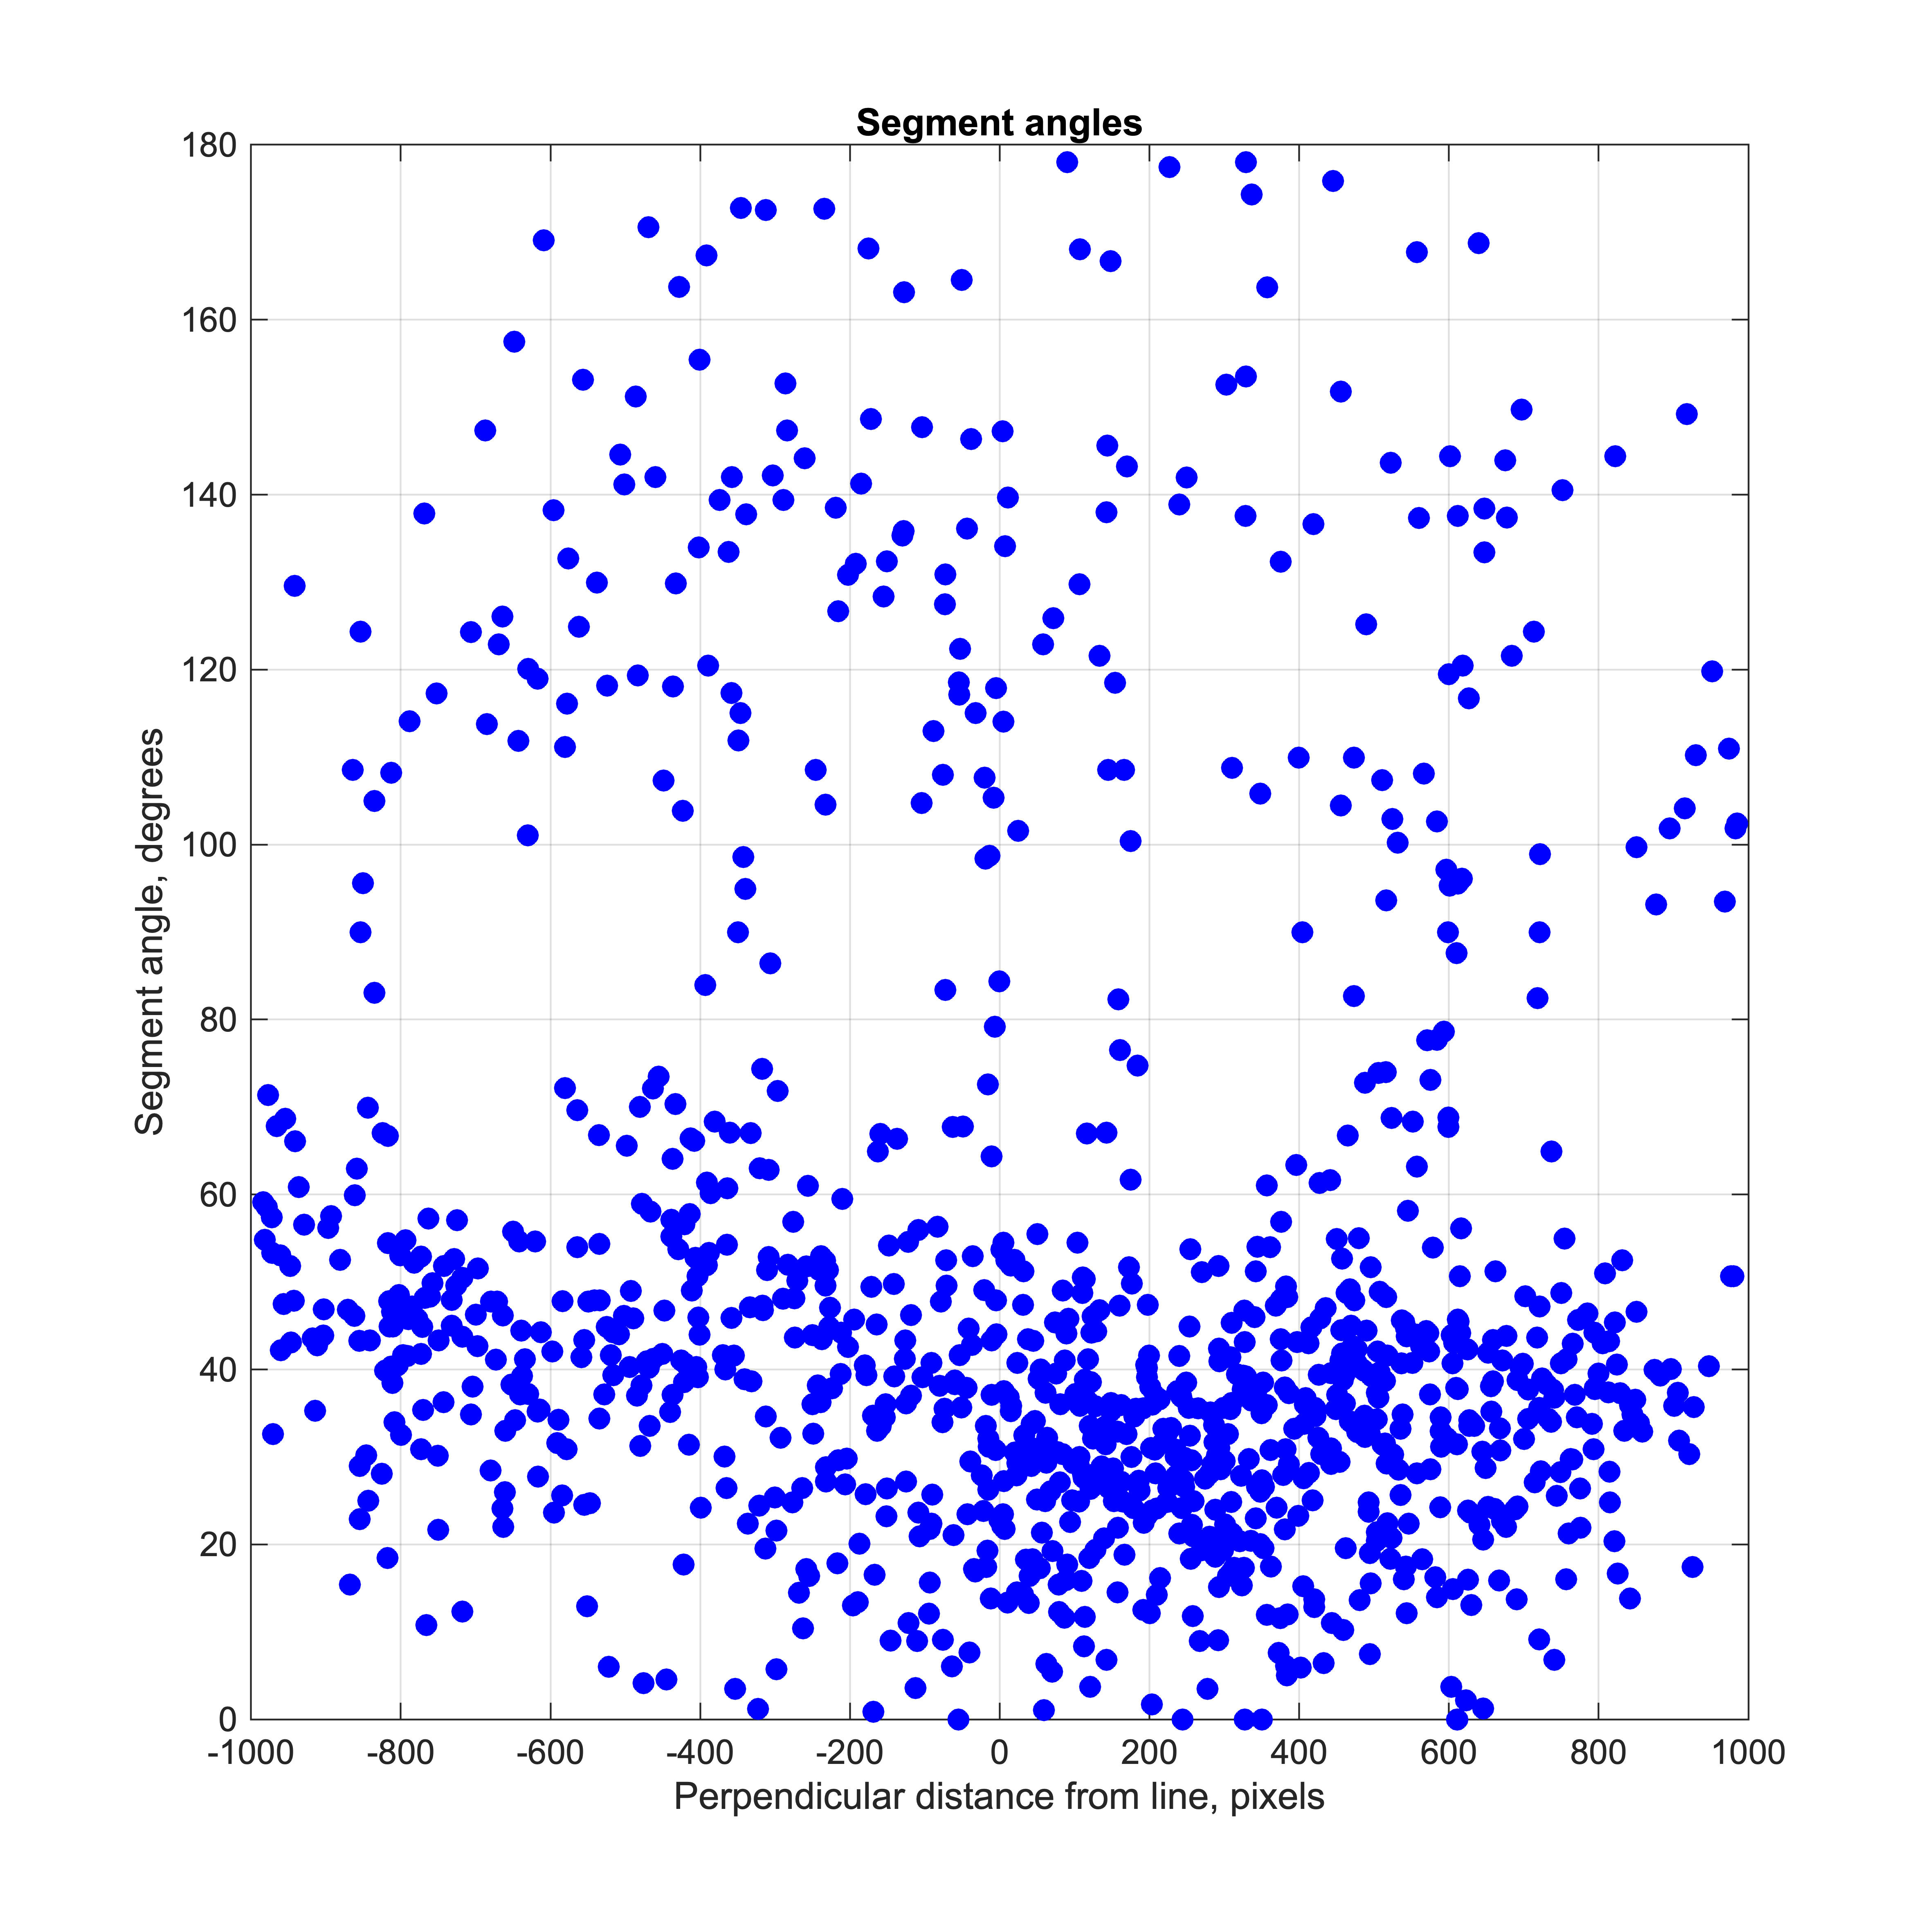 Segment angles
180
160
140
120
100
80
60
40
20
0
Segment angle, degrees
-1000 -800 -600 -400 -200 0 200 400 600 800 1000
Perpendicular distance from line, pixels